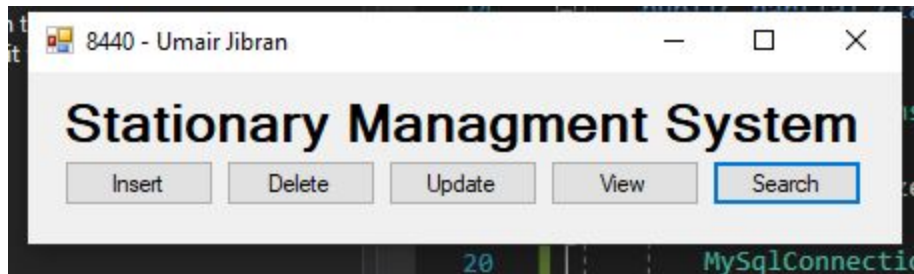 8440 - Umair Jibran
Stationary Managment System
Insert Delete Update View Search
20 MySqlConnecti